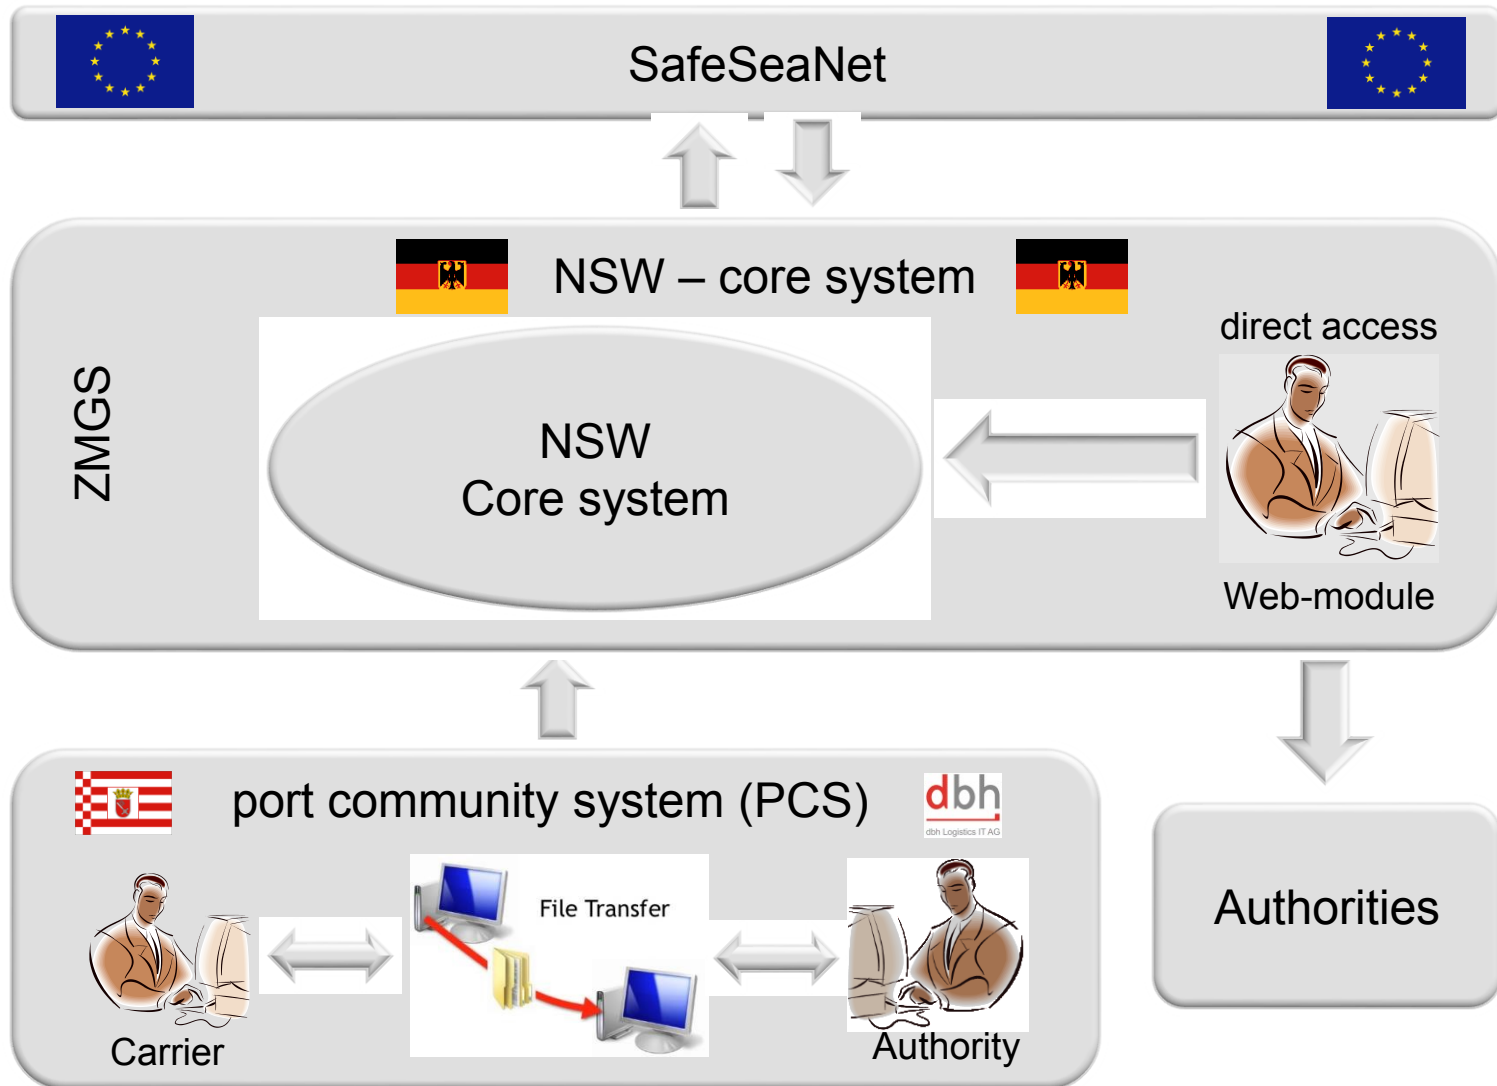 SafeSeaNet
NSW – core system
direct access
ZMGS
NSW
Core system
Web-module
port community system (PCS)
dbh
dbh Logistics IT AG
File Transfer
Carrier
Authority
Authorities